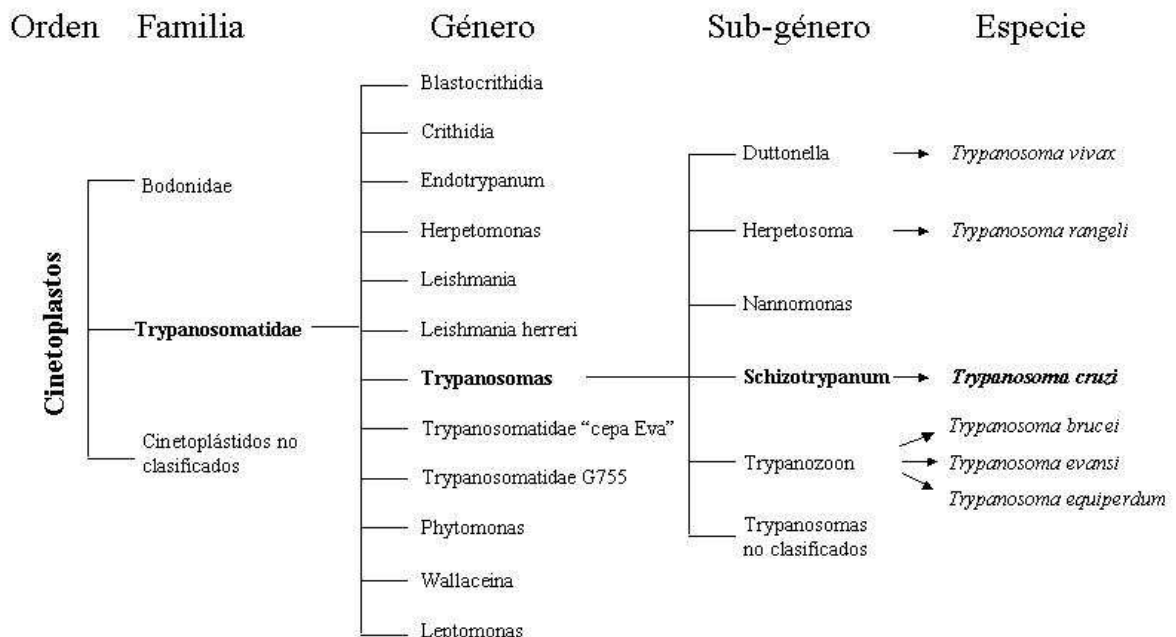 Orden Familia Género Sub-género Especie
Cinetoplastos
Bodonidae
Trypanosomatidae
Cinetoplástidos no
clasificados
Blastocrithidia
Crithidia
Endotrypanum
Herpetomonas
Leishmania
Leishmania herreri
Trypanosomas
Trypanosomatidae “cepa Eva”
Trypanosomatidae G755
Phytomonas
Wallaceina
Leptomonas
Duttonella
Herpetosoma
Nannomonas
Schizotrypanum
Trypanozoon
Trypanosomas
no clasificados
Trypanosoma vivax
Trypanosoma rangeli
Trypanosoma cruzi
Trypanosoma brucei
Trypanosoma evansi
Trypanosoma equiperdum